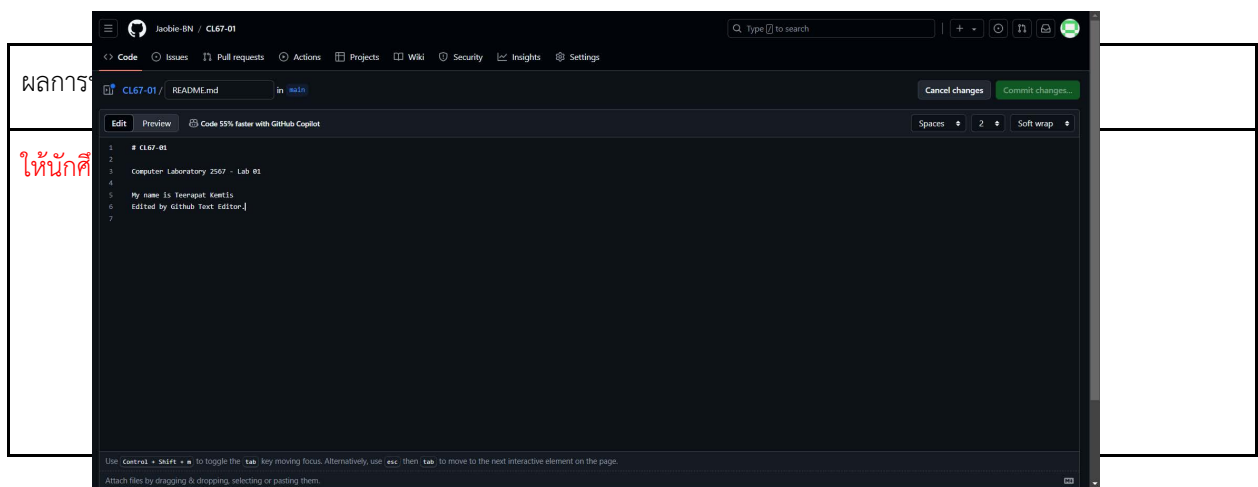 Jaobie-BN / CL67-01
Type / to search
Code Issues Pull requests Actions Projects Wiki Security Insights Settings
ผลการ
CL67-01 / README.md in main
Cancel changes Commit changes...
Edit Preview Code 55% faster with GitHub Copilot
Spaces 2 Soft wrap
ให้นักศึ
1 # CL67-01
2
3 Computer Laboratory 2567 - Lab 01
4
5 My name is Teerapat Kemtis
6 Edited by Github Text Editor.
7
Use Control + Shift + m to toggle the tab key moving focus. Alternatively, use esc then tab to move to the next interactive element on the page.
Attach files by dragging & dropping, selecting or pasting them.